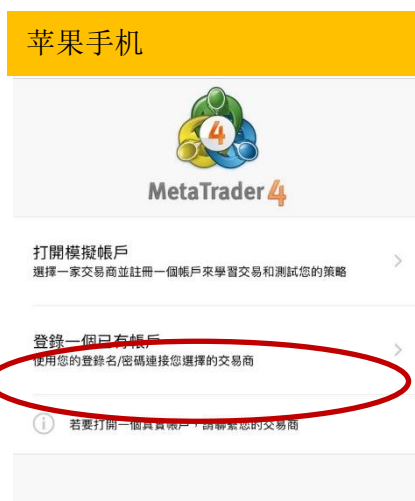 苹果手机
4
MetaTrader 4
打開模擬帳戶
選擇一家交易商並註冊一個帳戶來學習交易和測試您的策略
登錄一個已有帳戶
使用您的登錄名/密碼連接您選擇的交易商
若要打開一個真實帳戶，請聯繫您的交易商